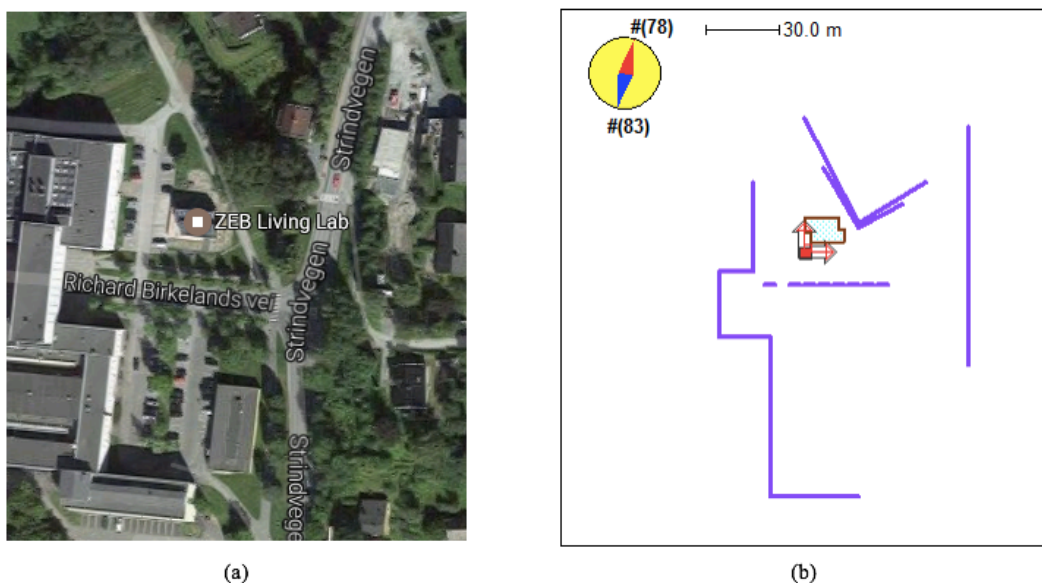 Strindvegen
ZEB Living Lab
Richard Birkelands vei
Strindvegen
Strindvege
(a)
#(78)
30.0 m
#(83)
(b)